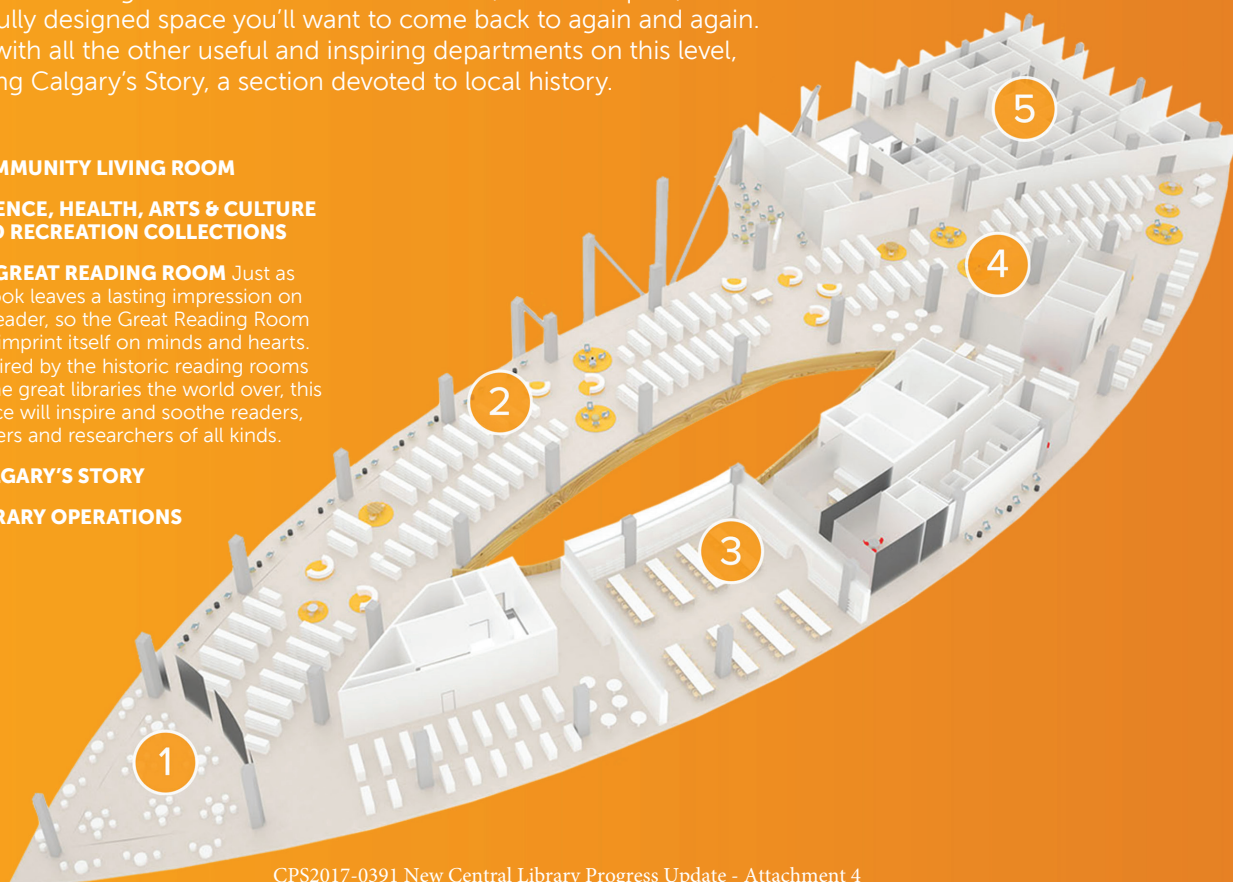 fully designed space you’ll want to come back to again and again.
with all the other useful and inspiring departments on this level,
ng Calgary’s Story, a section devoted to local history.
MMUNITY LIVING ROOM
ENCE, HEALTH, ARTS & CULTURE
D RECREATION COLLECTIONS
GREAT READING ROOM Just as
ook leaves a lasting impression on
eader, so the Great Reading Room
imprint itself on minds and hearts.
ired by the historic reading rooms
he great libraries the world over, this
ce will inspire and soothe readers,
ers and researchers of all kinds.
LGARY’S STORY
RARY OPERATIONS
5
4
2
3
1
CPS2017-0391 New Central Library Progress Update - Attachment 4